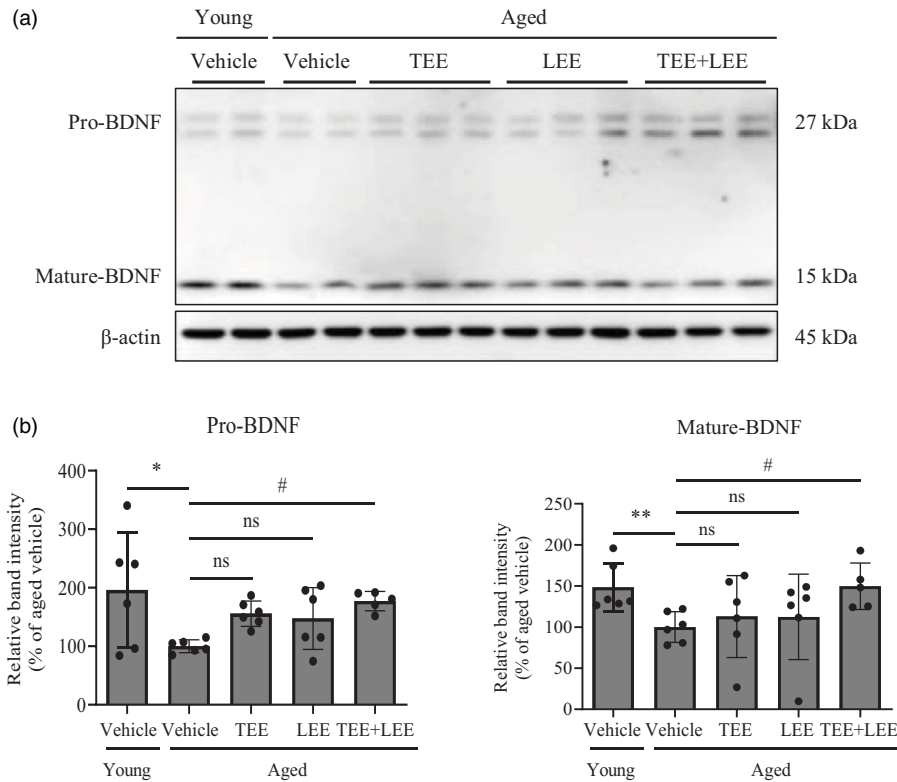 (a)
Young Aged
Vehicle Vehicle TEE LEE TEE+LEE
Pro-BDNF 27 kDa
Mature-BDNF 15 kDa
β-actin 45 kDa
(b)
Pro-BDNF
Relative band intensity
(% of aged vehicle)
400
300
200
100
0
*
#
ns
ns
Vehicle Vehicle TEE LEE TEE+LEE
Young Aged
Mature-BDNF
Relative band intensity
(% of aged vehicle)
250
200
150
100
50
0
#
ns
**
ns
Vehicle Vehicle TEE LEE TEE+LEE
Young Aged